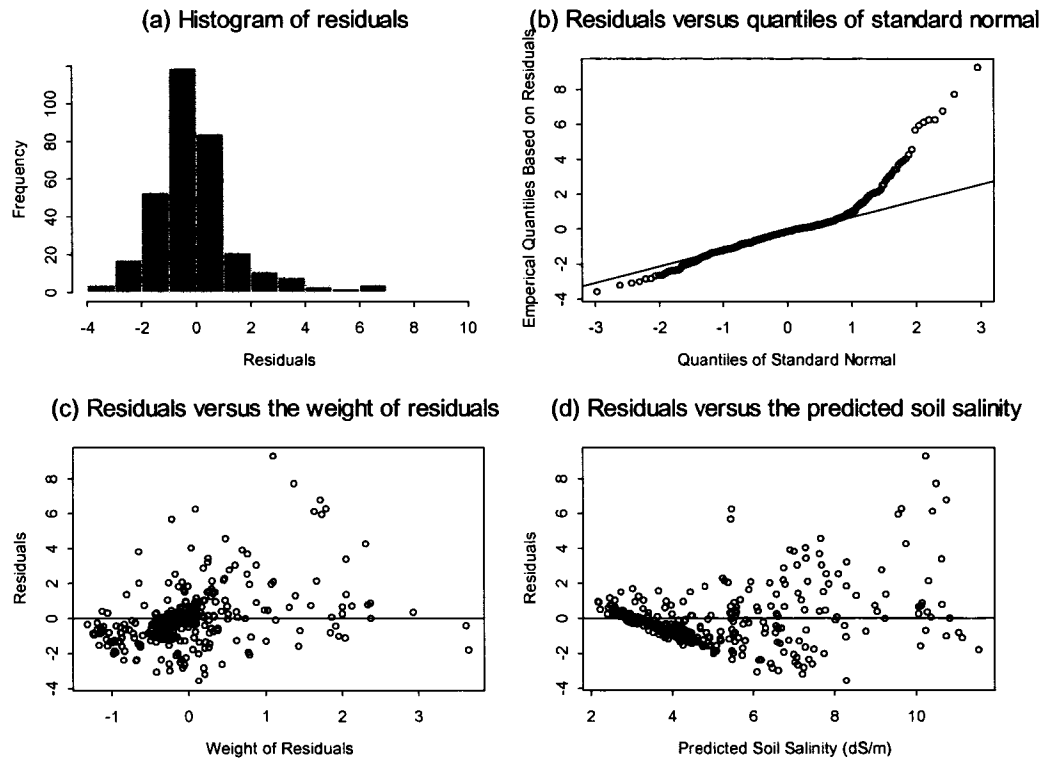 (a) Histogram of residuals
Frequency
0 20 40 60 80 100
-4 -2 0 2 4 6 8 10
Residuals
(b) Residuals versus quantiles of standard normal
Emperical Quantiles Based on Residuals
-4 -2 0 2 4 6 8
-3 -2 -1 0 1 2 3
Quantiles of Standard Normal
(c) Residuals versus the weight of residuals
Residuals
-4 -2 0 2 4 6 8
-1 0 1 2 3
Weight of Residuals
(d) Residuals versus the predicted soil salinity
Residuals
-4 -2 0 2 4 6 8
2 4 6 8 10
Predicted Soil Salinity (dS/m)